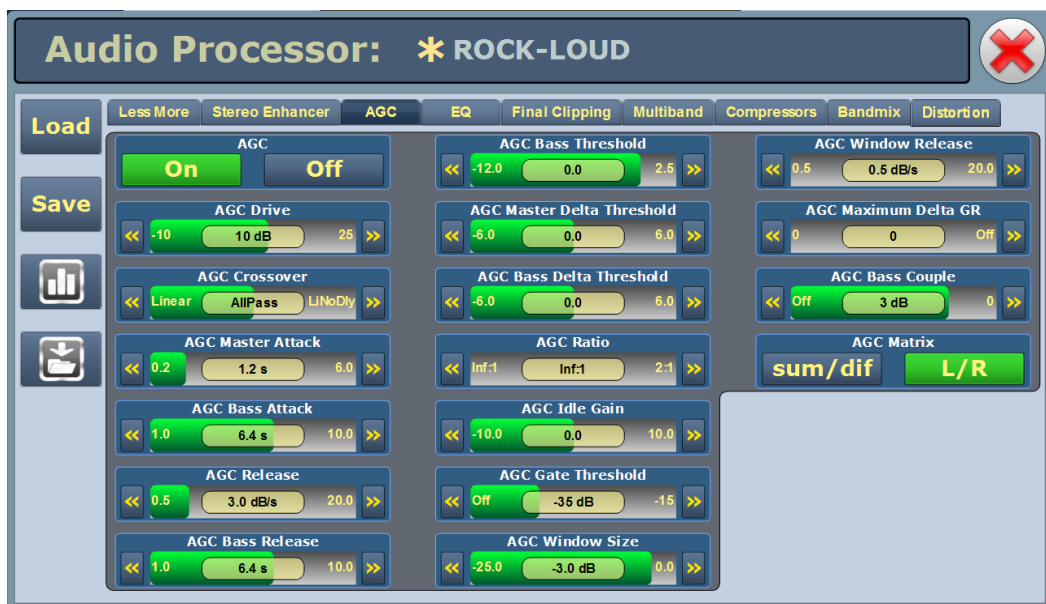 Audio Processor: * ROCK-LOUD
Load
Save
Less More Stereo Enhancer AGC EQ Final Clipping Multiband Compressors Bandmix Distortion
AGC
On Off
AGC Drive
-10 10 dB 25
AGC Crossover
Linear AllPass LiNoDly
AGC Master Attack
0.2 1.2 s 6.0
AGC Bass Attack
1.0 6.4 s 10.0
AGC Release
0.5 3.0 dB/s 20.0
AGC Bass Release
1.0 6.4 s 10.0
AGC Bass Threshold
-12.0 0.0 2.5
AGC Master Delta Threshold
-6.0 0.0 6.0
AGC Bass Delta Threshold
-6.0 0.0 6.0
AGC Ratio
Inf:1 Inf:1 2:1
AGC Idle Gain
-10.0 0.0 10.0
AGC Gate Threshold
Off -35 dB -15
AGC Window Size
-25.0 -3.0 dB 0.0
AGC Window Release
0.5 0.5 dB/s 20.0
AGC Maximum Delta GR
0 0 Off
AGC Bass Couple
Off 3 dB 0
AGC Matrix
sum/dif L/R